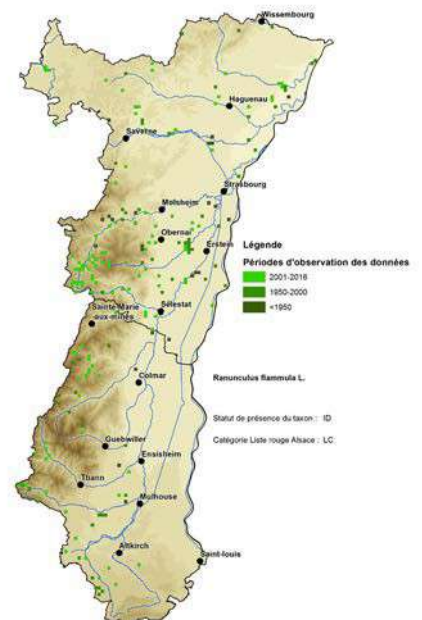 Wissembourg
Haguenau
Saverne
Strasbourg
Molsheim
Obernai
Erstein
Légende
Périodes d'observation des données
2001-2016
1950-2000
<1950
Sélestat
Sainte-Marie
aux-mines
Colmar
Ranunculus flammula L.
Statut de présence du taxon : ID
Catégorie Liste rouge Alsace : LC
Guebwiller
Ensisheim
Thann
Mulhouse
Altkirch
Saint-louis